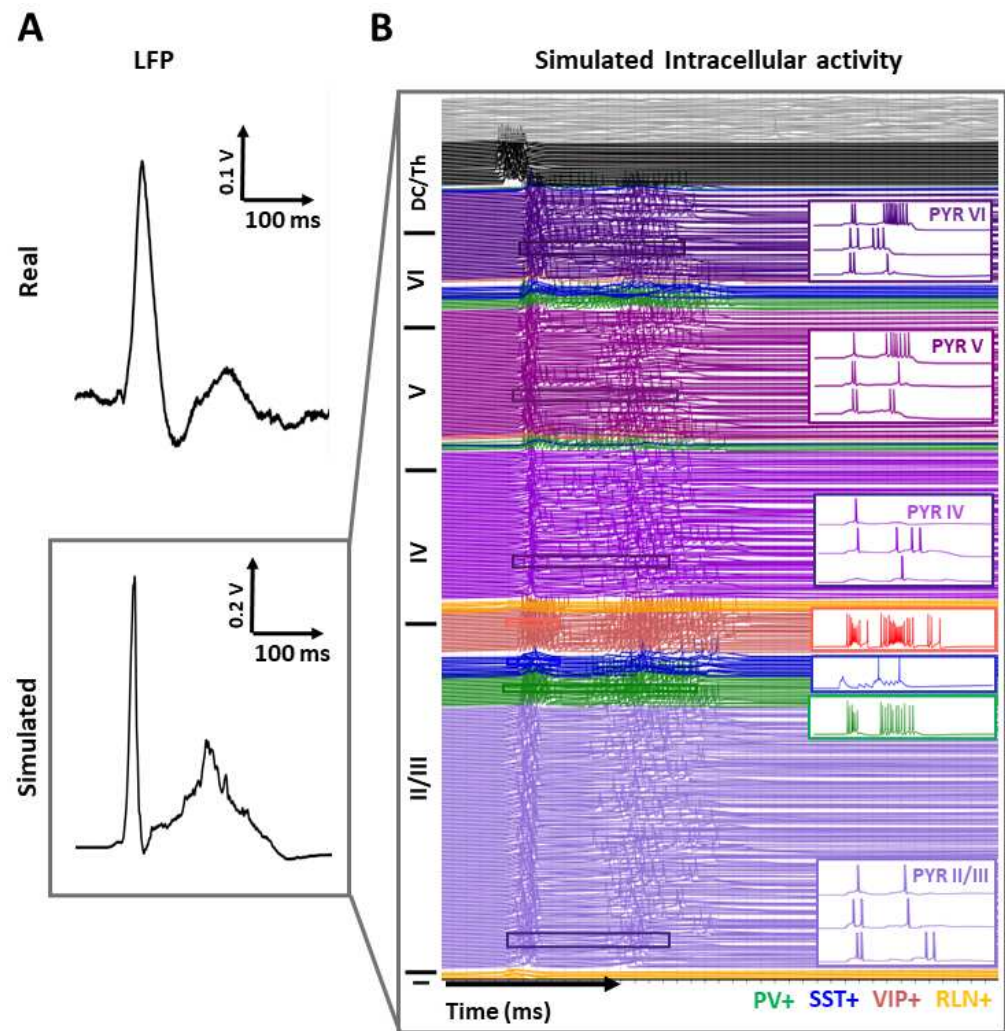 A
LFP
0.1 V
100 ms
Real
0.2 V
100 ms
Simulated
B
Simulated Intracellular activity
DC/Th
VI
V
IV
II/III
I
PYR VI
PYR V
PYR IV
PYR II/III
Time (ms)
PV+ SST+ VIP+ RLN+